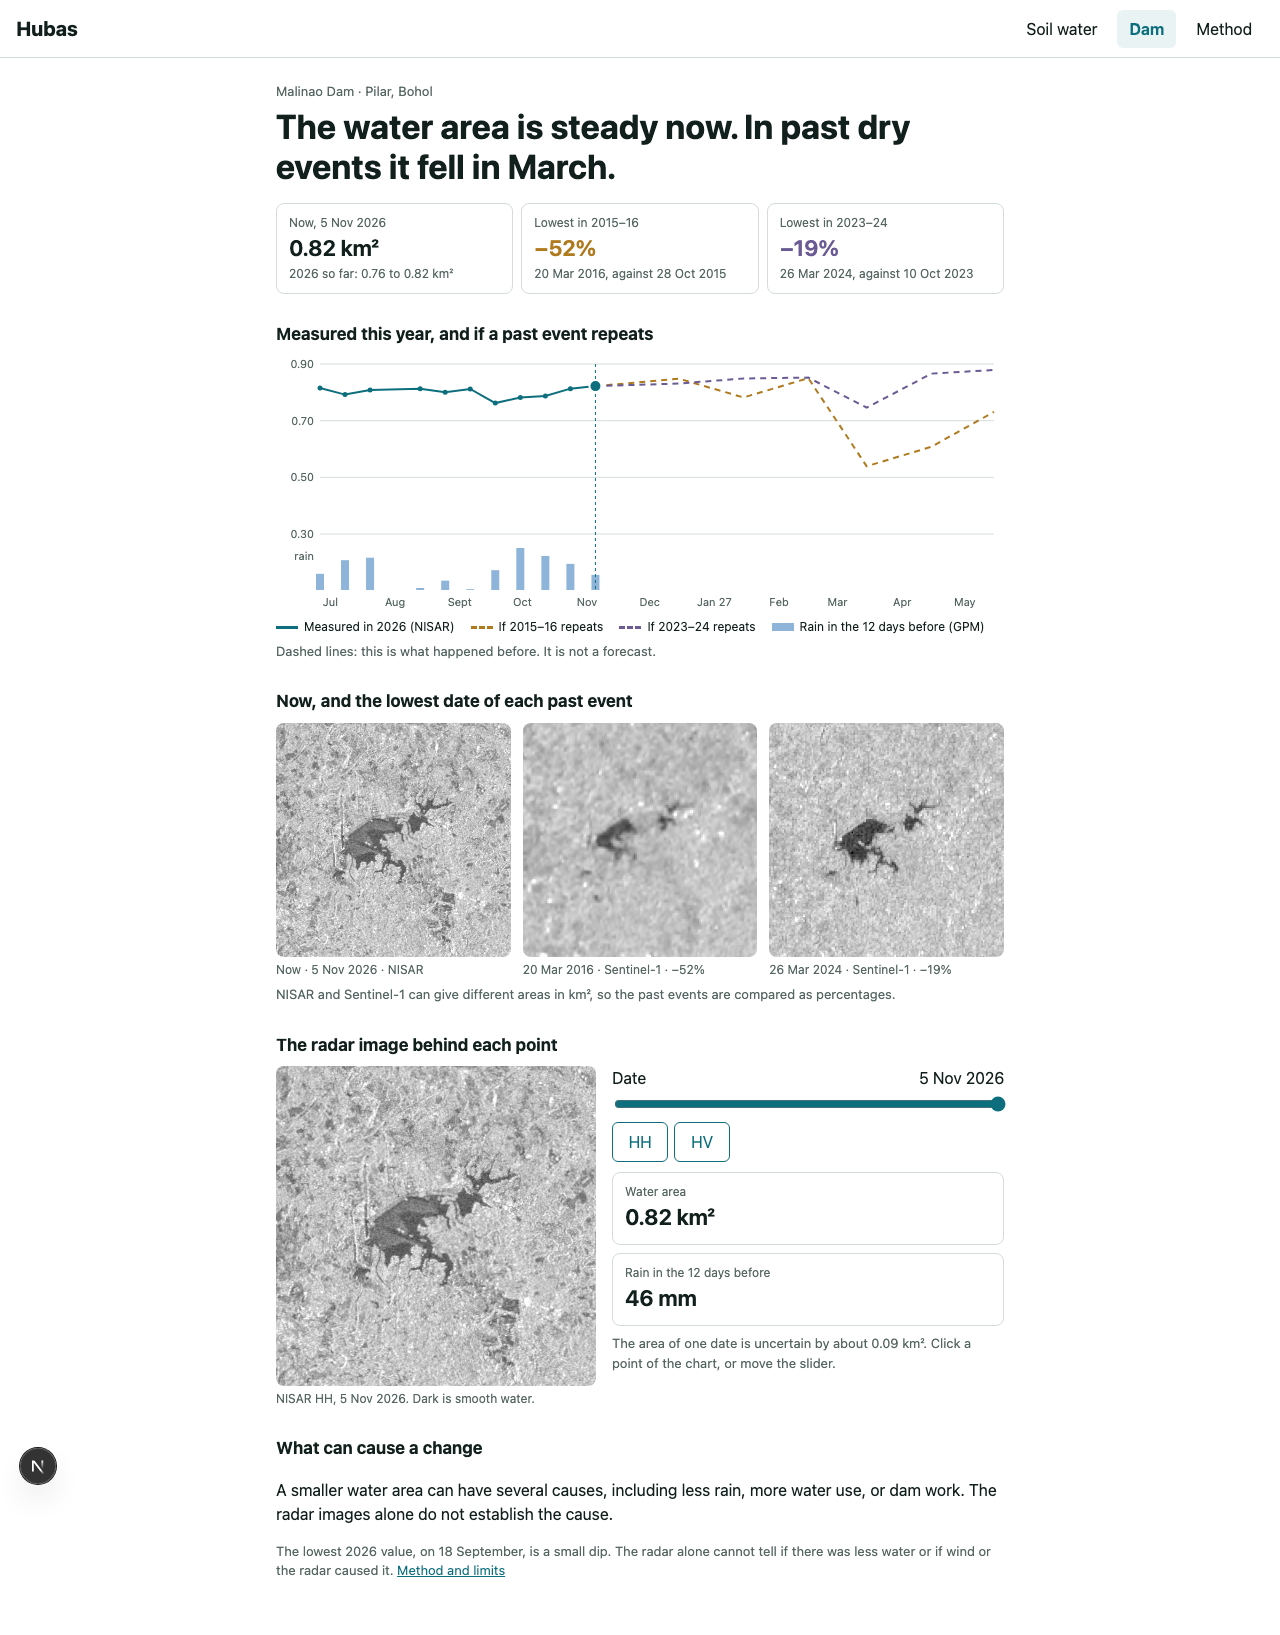 Hubas
Soil water
Dam
Method
Malinao Dam · Pilar, Bohol
The water area is steady now. In past dry
events it fell in March.
Now, 5 Nov 2026
0.82 km²
2026 so far: 0.76 to 0.82 km²
Lowest in 2015–16
−52%
20 Mar 2016, against 28 Oct 2015
Lowest in 2023–24
−19%
26 Mar 2024, against 10 Oct 2023
Measured this year, and if a past event repeats
0.90
0.70
0.50
0.30
rain
Jul Aug Sept Oct Nov Dec Jan 27 Feb Mar Apr May
Measured in 2026 (NISAR)
If 2015–16 repeats
If 2023–24 repeats
Rain in the 12 days before (GPM)
Dashed lines: this is what happened before. It is not a forecast.
Now, and the lowest date of each past event
Now · 5 Nov 2026 · NISAR
20 Mar 2016 · Sentinel-1 · −52%
26 Mar 2024 · Sentinel-1 · −19%
NISAR and Sentinel-1 can give different areas in km², so the past events are compared as percentages.
The radar image behind each point
Date
5 Nov 2026
HH
HV
Water area
0.82 km²
Rain in the 12 days before
46 mm
The area of one date is uncertain by about 0.09 km². Click a
point of the chart, or move the slider.
NISAR HH, 5 Nov 2026. Dark is smooth water.
What can cause a change
N
A smaller water area can have several causes, including less rain, more water use, or dam work. The
radar images alone do not establish the cause.
The lowest 2026 value, on 18 September, is a small dip. The radar alone cannot tell if there was less water or if wind or
the radar caused it. Method and limits